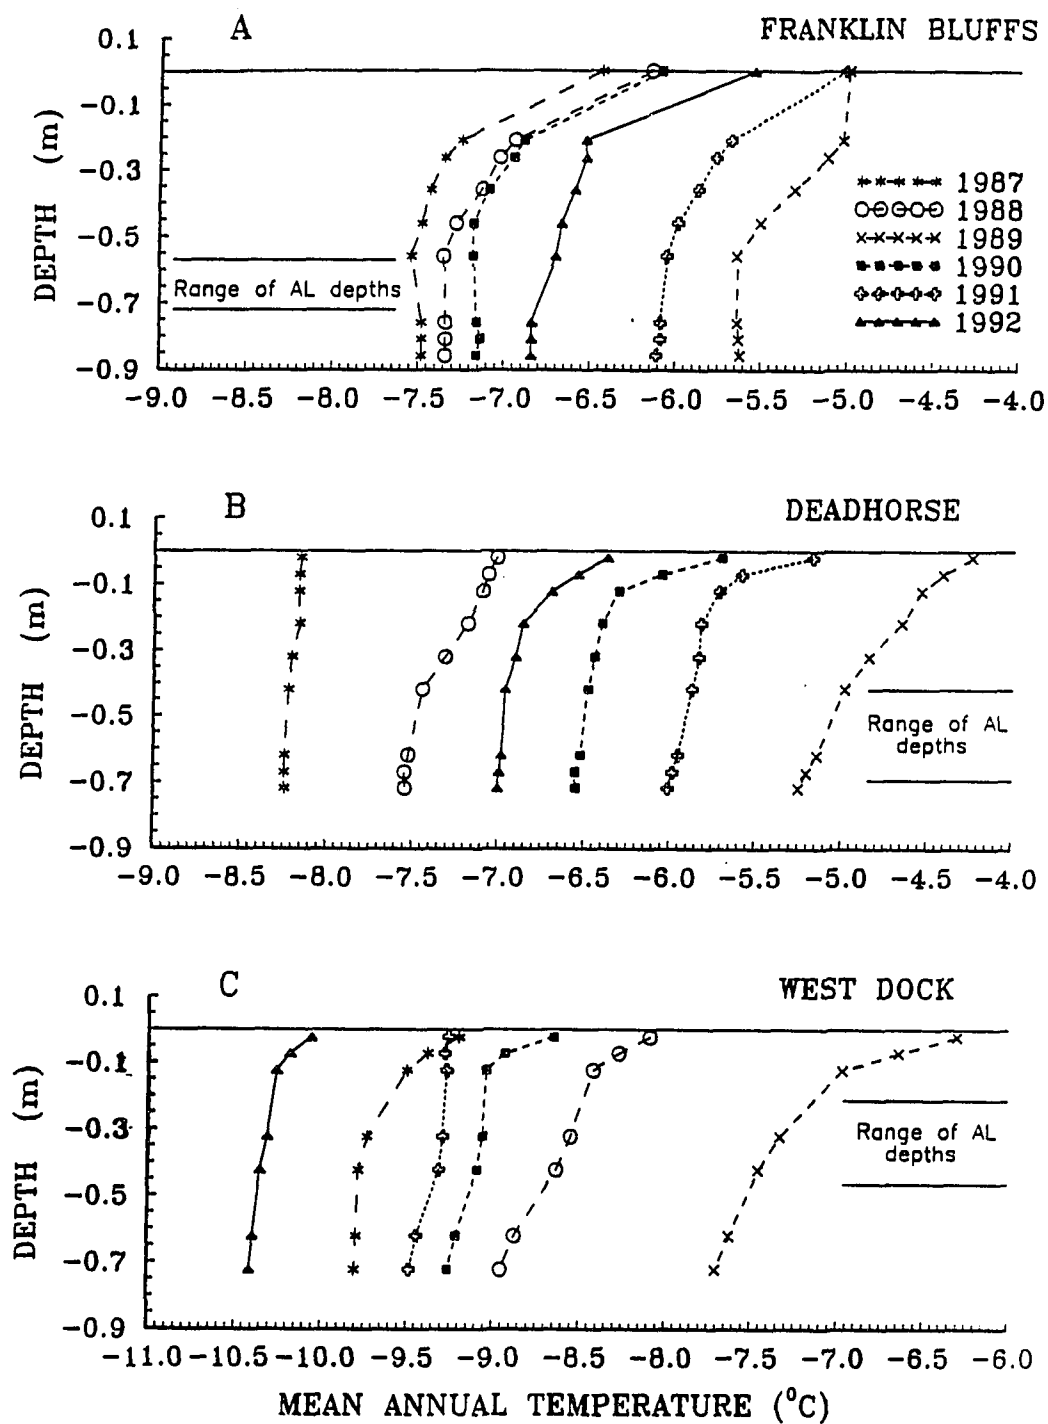 A
FRANKLIN BLUFFS
0.1
-0.1
-0.3
-0.5
-0.7
-0.9
DEPTH (m)
Range of AL depths
1987
1988
1989
1990
1991
1992
-9.0 -8.5 -8.0 -7.5 -7.0 -6.5 -6.0 -5.5 -5.0 -4.5 -4.0
B
DEADHORSE
0.1
-0.1
-0.3
-0.5
-0.7
-0.9
DEPTH (m)
Range of AL
depths
-9.0 -8.5 -8.0 -7.5 -7.0 -6.5 -6.0 -5.5 -5.0 -4.5 -4.0
C
WEST DOCK
0.1
-0.1
-0.3
-0.5
-0.7
-0.9
DEPTH (m)
Range of AL
depths
-11.0 -10.5 -10.0 -9.5 -9.0 -8.5 -8.0 -7.5 -7.0 -6.5 -6.0
MEAN ANNUAL TEMPERATURE (⁰C)